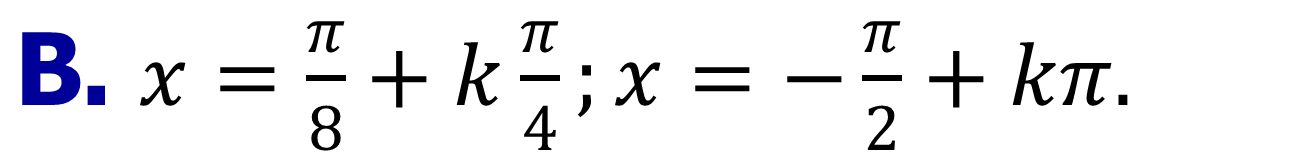 B. x = π/8 + k π/4; x = −π/2 + kπ.